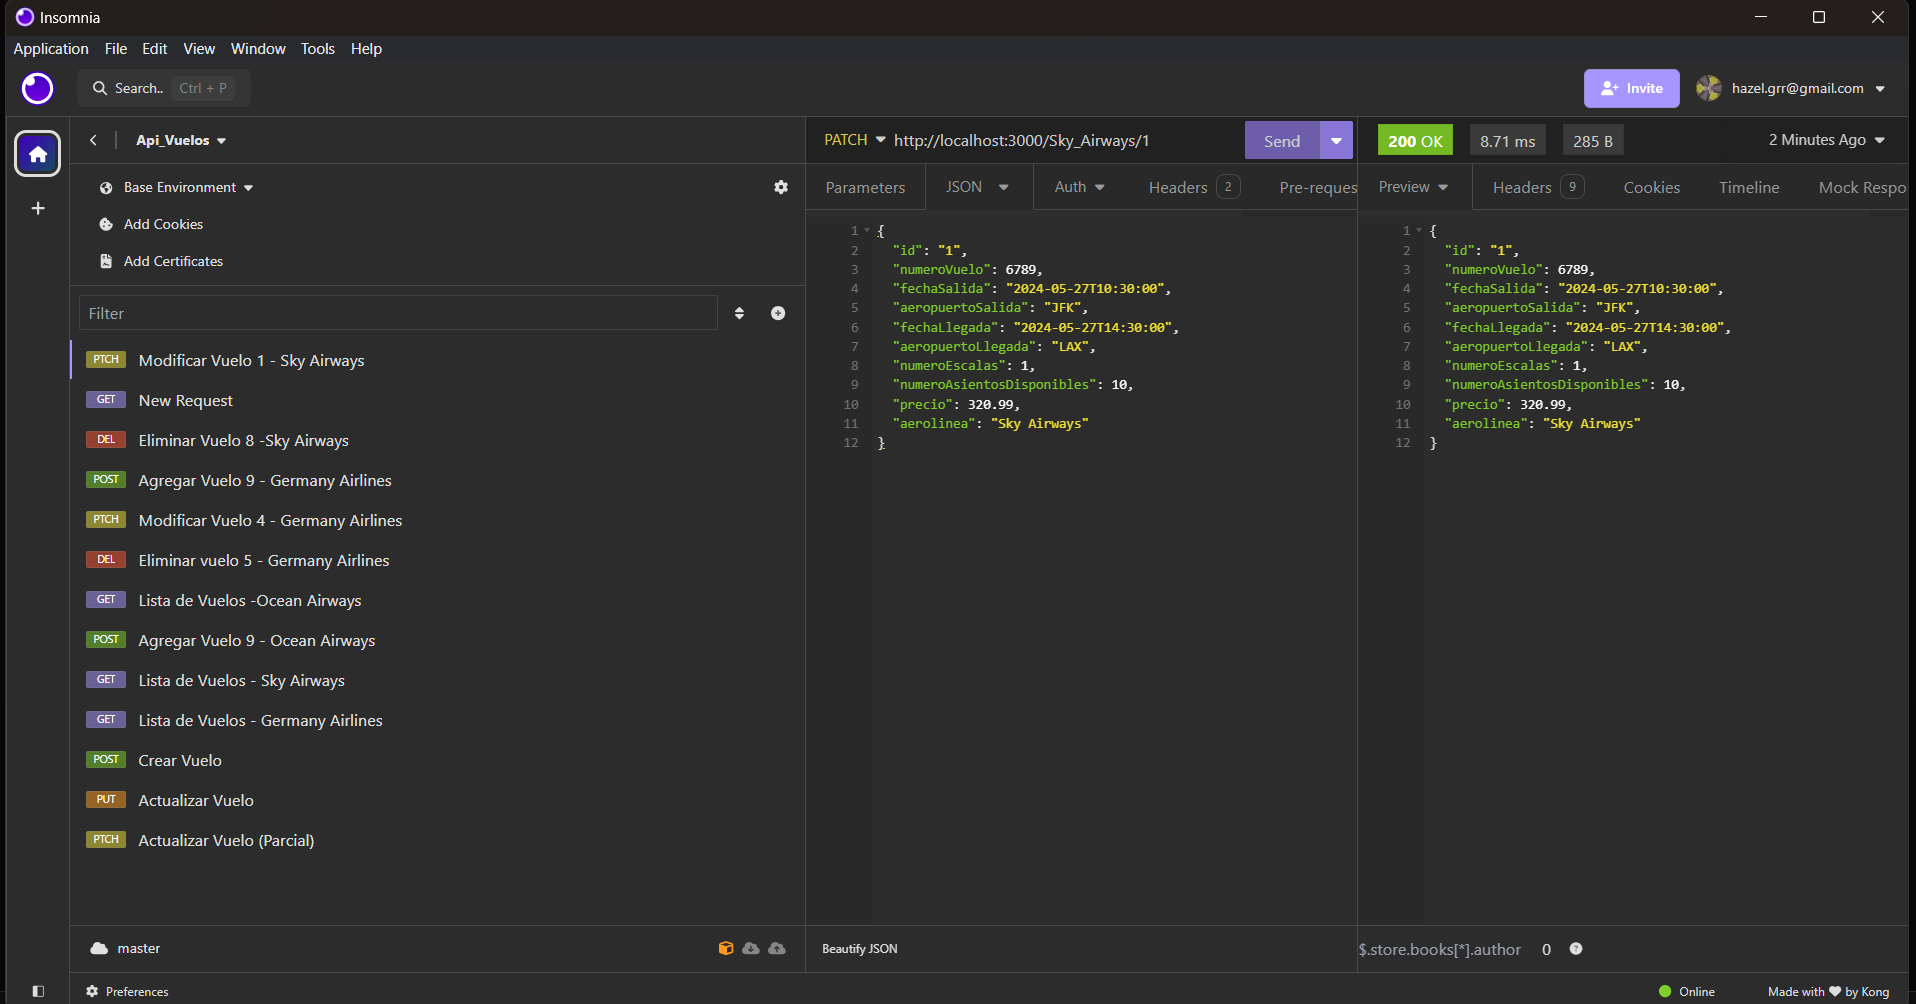 Insomnia
Application File Edit View Window Tools Help
Search.. Ctrl + P
Invite
hazel.grr@gmail.com
Api_Vuelos
Base Environment
Add Cookies
Add Certificates
Filter
PTCH Modificar Vuelo 1 - Sky Airways
GET New Request
DEL Eliminar Vuelo 8 -Sky Airways
POST Agregar Vuelo 9 - Germany Airlines
PTCH Modificar Vuelo 4 - Germany Airlines
DEL Eliminar vuelo 5 - Germany Airlines
GET Lista de Vuelos -Ocean Airways
POST Agregar Vuelo 9 - Ocean Airways
GET Lista de Vuelos - Sky Airways
GET Lista de Vuelos - Germany Airlines
POST Crear Vuelo
PUT Actualizar Vuelo
PTCH Actualizar Vuelo (Parcial)
master
Preferences
PATCH http://localhost:3000/Sky_Airways/1 Send
Parameters JSON Auth Headers 2 Pre-reques
1 {
2 "id": "1",
3 "numeroVuelo": 6789,
4 "fechaSalida": "2024-05-27T10:30:00",
5 "aeropuertoSalida": "JFK",
6 "fechaLlegada": "2024-05-27T14:30:00",
7 "aeropuertoLlegada": "LAX",
8 "numeroEscalas": 1,
9 "numeroAsientosDisponibles": 10,
10 "precio": 320.99,
11 "aerolinea": "Sky Airways"
12 }
Beautify JSON
200 OK 8.71 ms 285 B 2 Minutes Ago
Preview Headers 9 Cookies Timeline Mock Respo
1 {
2 "id": "1",
3 "numeroVuelo": 6789,
4 "fechaSalida": "2024-05-27T10:30:00",
5 "aeropuertoSalida": "JFK",
6 "fechaLlegada": "2024-05-27T14:30:00",
7 "aeropuertoLlegada": "LAX",
8 "numeroEscalas": 1,
9 "numeroAsientosDisponibles": 10,
10 "precio": 320.99,
11 "aerolinea": "Sky Airways"
12 }
$.store.books[*].author 0 ?
Online
Made with ♥ by Kong